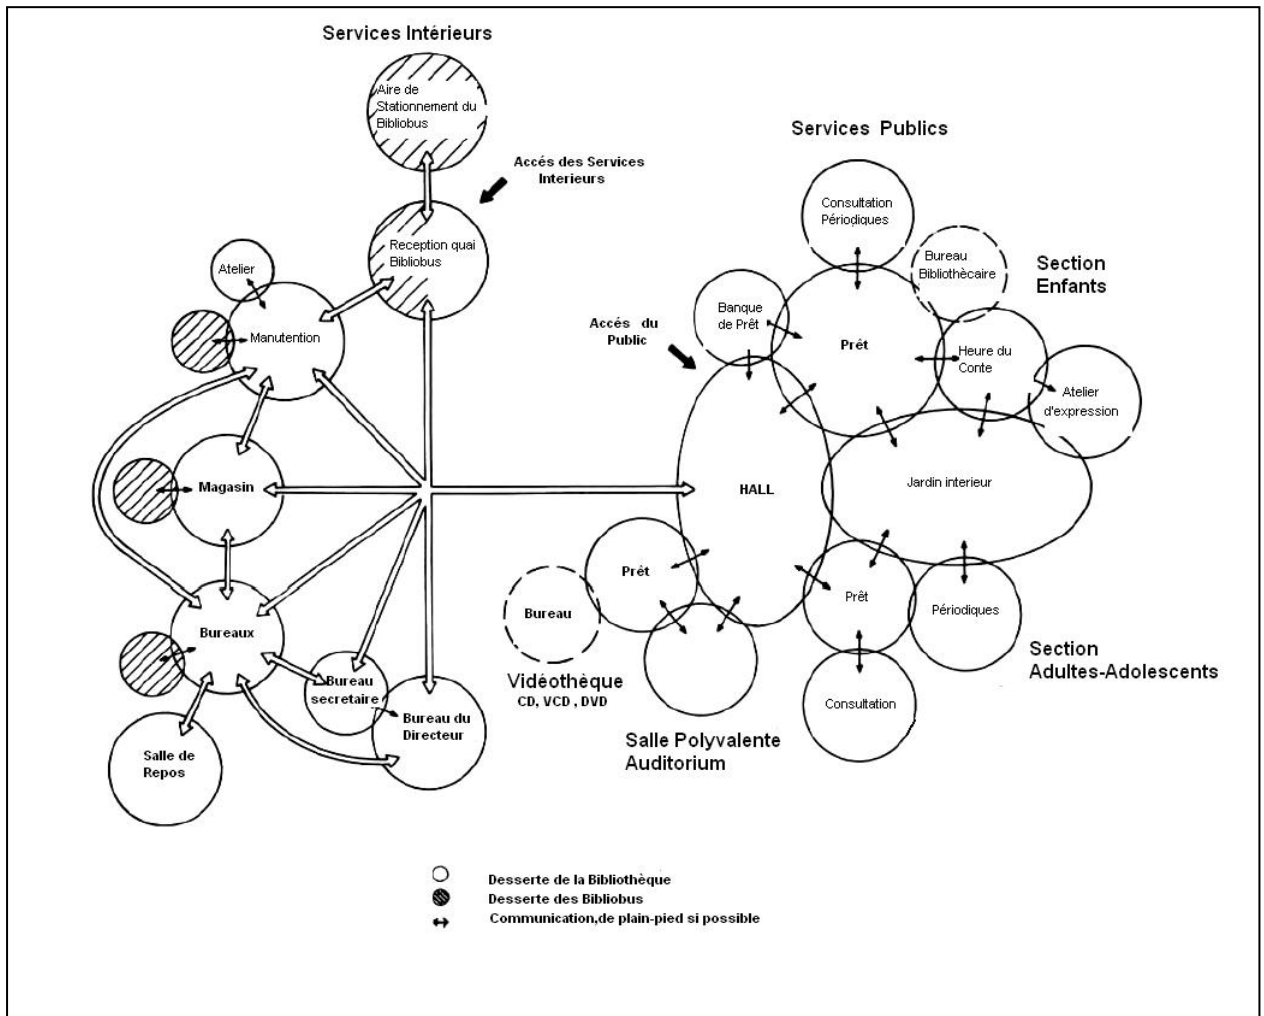 Services Intérieurs
Aire de
Stationnement du
Bibliobus
Accés des Services
Interieurs
Reception quai
Bibliobus
Atelier
Manutention
Magasin
Bureaux
Bureau
secretaire
Bureau du
Directeur
Salle de
Repos
Services Publics
Consultation
Périodiques
Bureau
Bibliothècaire
Section
Enfants
Banque
de Prêt
Accés du
Public
Prêt
Heure du
Conte
Atelier
d'expression
HALL
Jardin interieur
Prêt
Bureau
Vidéothèque
CD, VCD , DVD
Salle Polyvalente
Auditorium
Prêt
Périodiques
Consultation
Section
Adultes-Adolescents
Desserte de la Bibliothèque
Desserte des Bibliobus
Communication,de plain-pied si possible